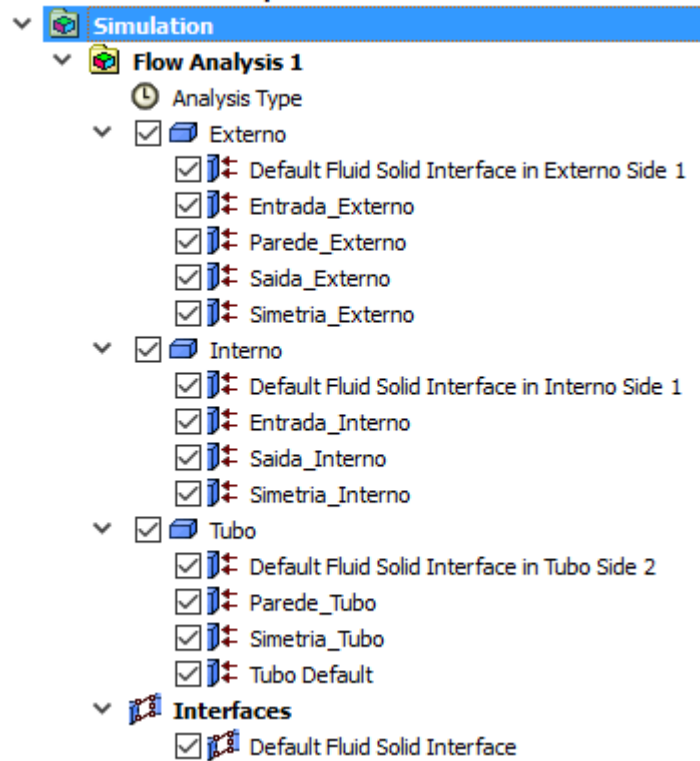 Simulation
Flow Analysis 1
Analysis Type
Externo
Default Fluid Solid Interface in Externo Side 1
Entrada_Externo
Parede_Externo
Saida_Externo
Simetria_Externo
Interno
Default Fluid Solid Interface in Interno Side 1
Entrada_Interno
Saida_Interno
Simetria_Interno
Tubo
Default Fluid Solid Interface in Tubo Side 2
Parede_Tubo
Simetria_Tubo
Tubo Default
Interfaces
Default Fluid Solid Interface